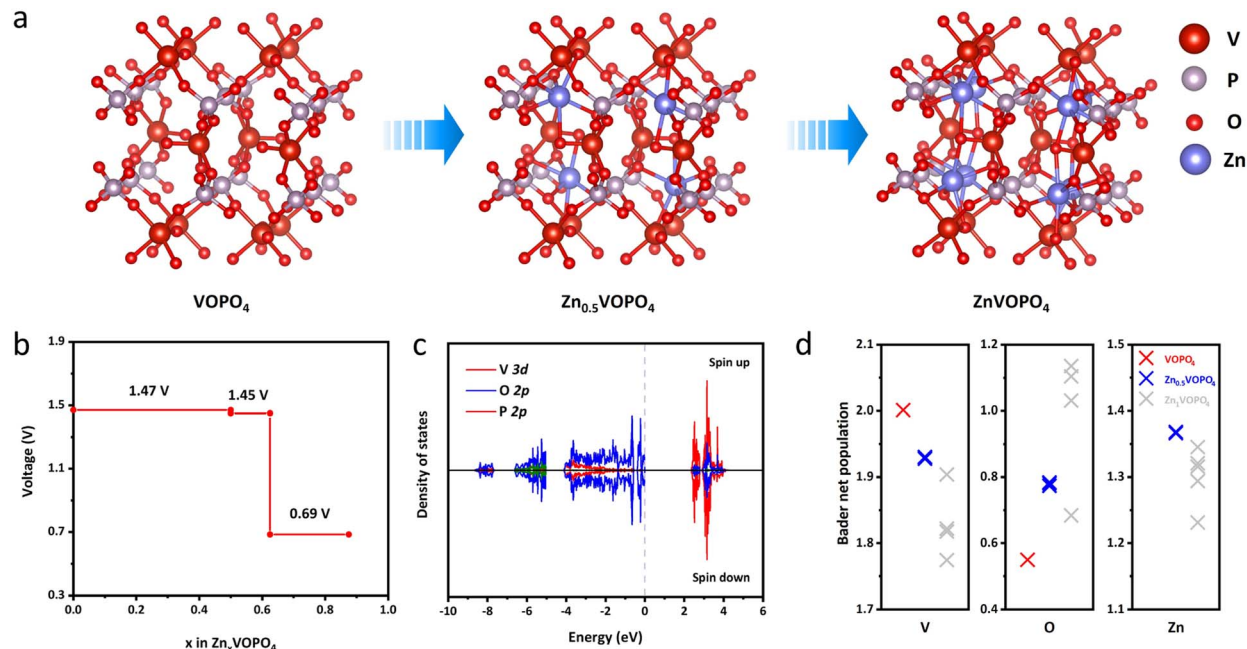 a
V
P
O
Zn
VOPO₄
Zn₀.₅VOPO₄
ZnVOPO₄
b
1.9
1.5
1.1
0.7
0.3
Voltage (V)
1.47 V
1.45 V
0.69 V
0.0
0.2
0.4
0.6
0.8
1.0
x in ZnₓVOPO₄
c
V 3d
O 2p
P 2p
Spin up
Spin down
Density of states
-10
-8
-6
-4
-2
0
2
4
6
Energy (eV)
d
Bader net population
2.1
2.0
1.9
1.8
1.7
V
1.2
1.0
0.8
0.6
0.4
O
1.5
1.4
1.3
1.2
1.1
Zn
VOPO₄
Zn₀.₅VOPO₄
Zn₁VOPO₄